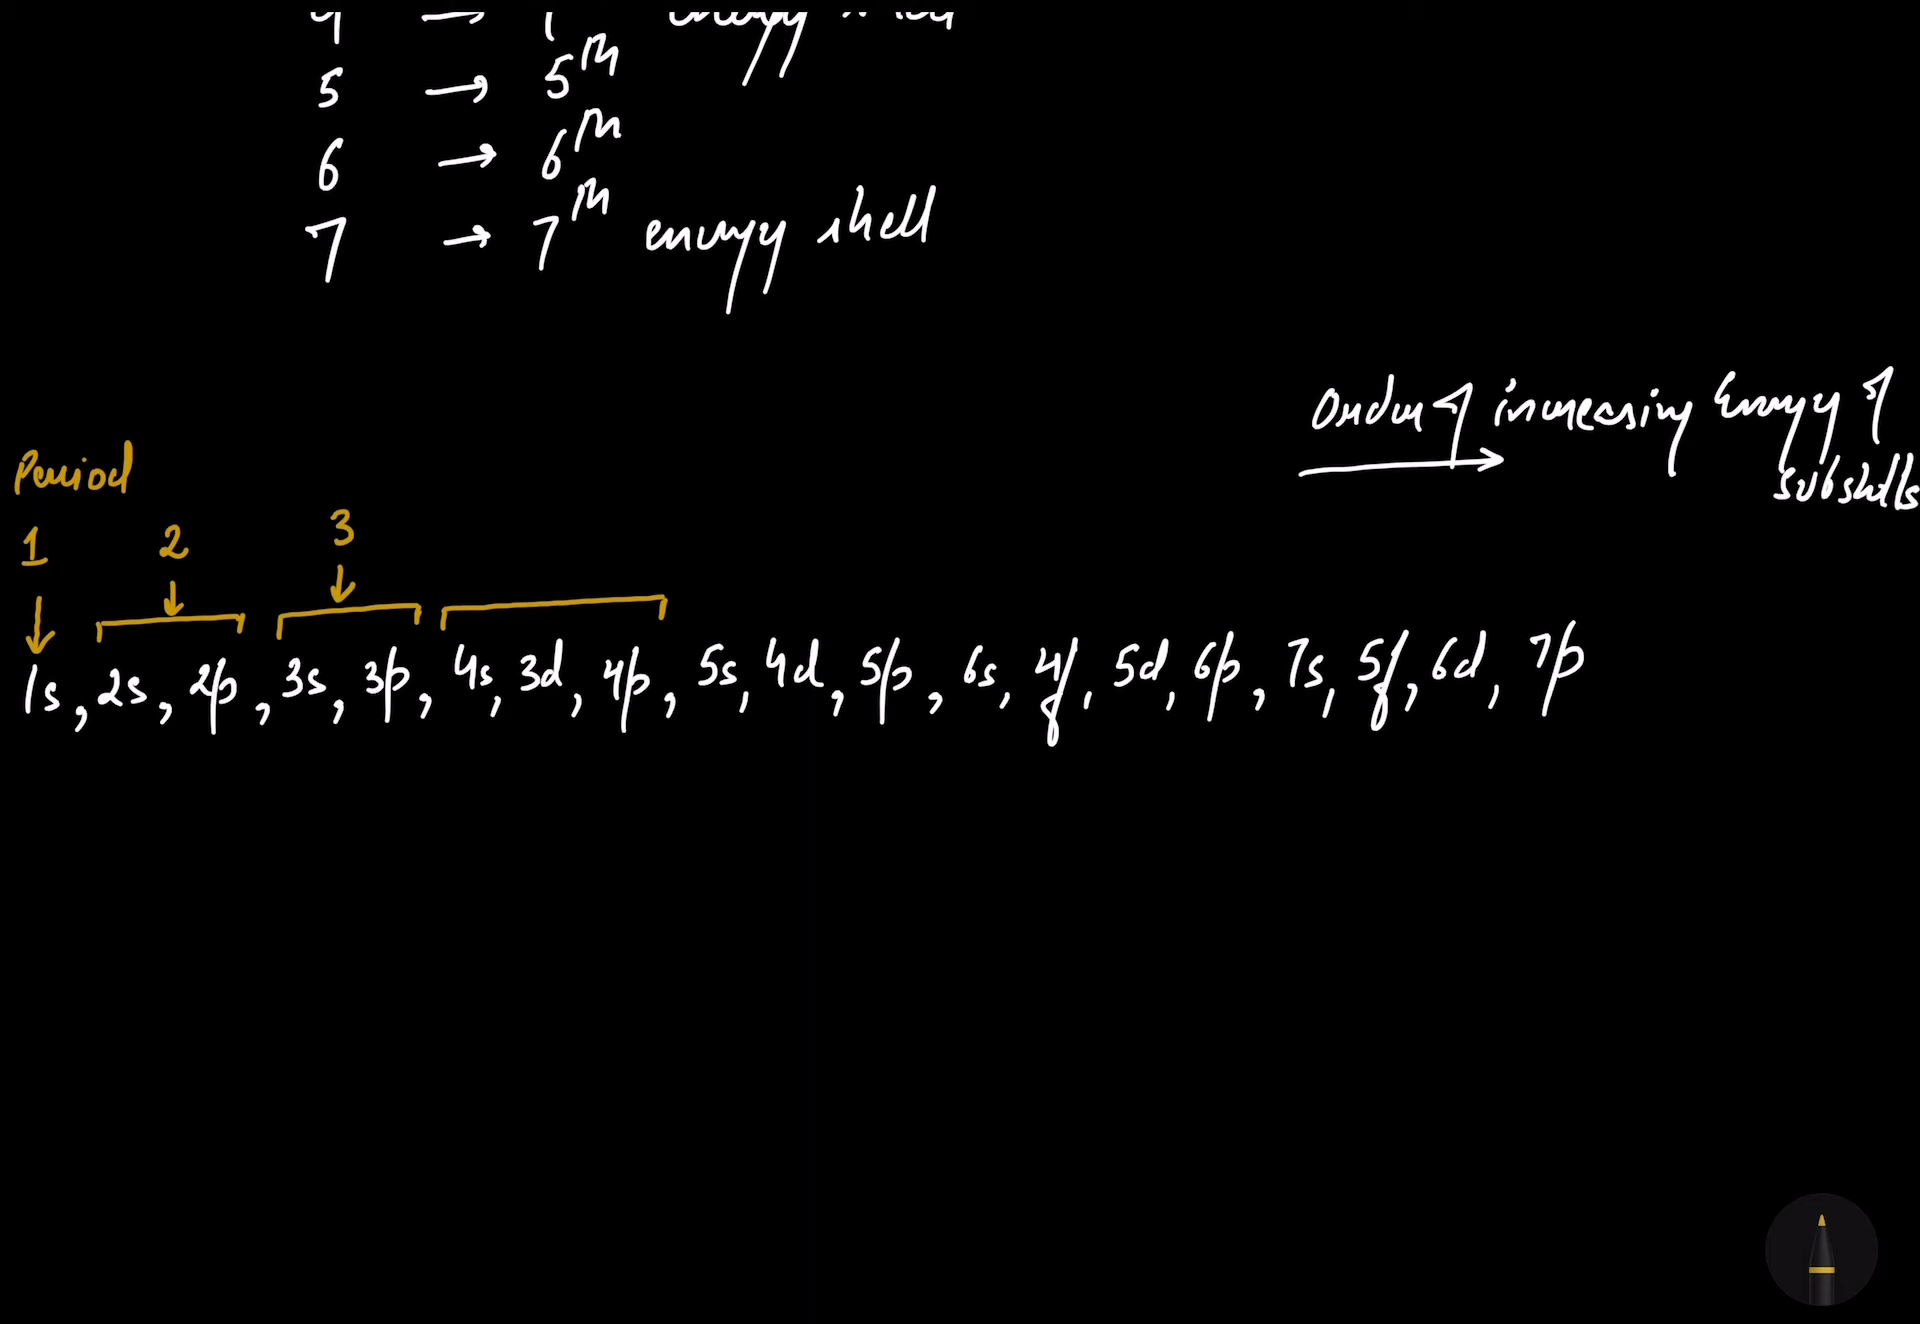 5 → 5th
6 → 6th
7 → 7th energy shell
Order of increasing Energy of
subshells
Period
1 2 3
1s, 2s, 2p, 3s, 3p, 4s, 3d, 4p, 5s, 4d, 5p, 6s, 4f, 5d, 6p, 7s, 5f, 6d, 7p